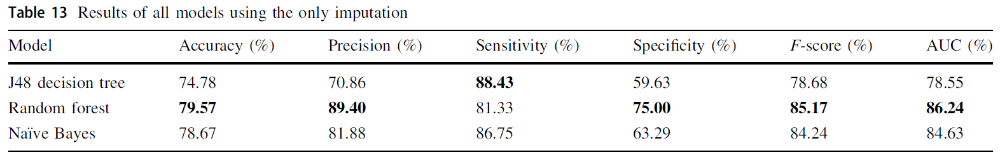 Table 13 Results of all models using the only imputation
Model Accuracy (%) Precision (%) Sensitivity (%) Specificity (%) F-score (%) AUC (%)
J48 decision tree 74.78 70.86 88.43 59.63 78.68 78.55
Random forest 79.57 89.40 81.33 75.00 85.17 86.24
Naïve Bayes 78.67 81.88 86.75 63.29 84.24 84.63